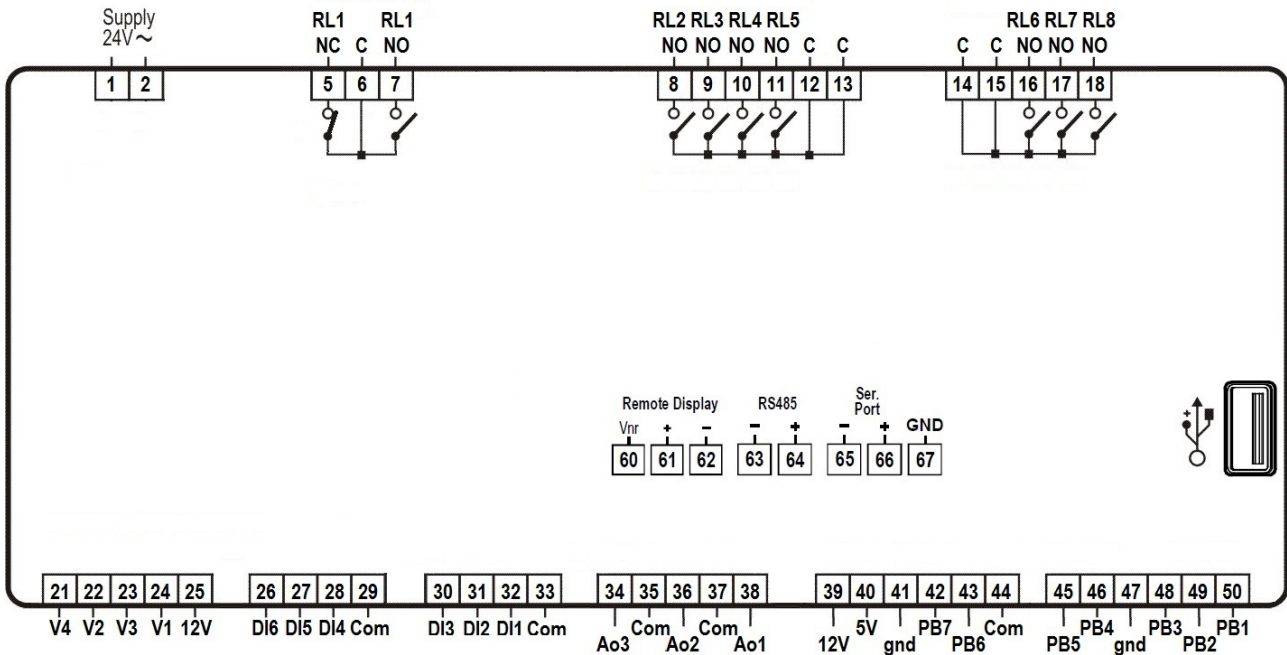 Supply
24V~
RL1 RL1
NC C NO
RL2 RL3 RL4 RL5
NO NO NO NO C C
RL6 RL7 RL8
C C NO NO NO
1 2
5 6 7
8 9 10 11 12 13
14 15 16 17 18
Remote Display
Vnr + -
60 61 62
RS485
- +
63 64
Ser.
Port
- + GND
65 66 67
21 22 23 24 25
V4 V2 V3 V1 12V
26 27 28 29
DI6 DI5 DI4 Com
30 31 32 33
DI3 DI2 DI1 Com
34 35 36 37 38
Ao3 Com Ao2 Com Ao1
39 40 41 42 43 44
12V 5V gnd PB7 PB6 Com
45 46 47 48 49 50
PB5 PB4 gnd PB3 PB2 PB1